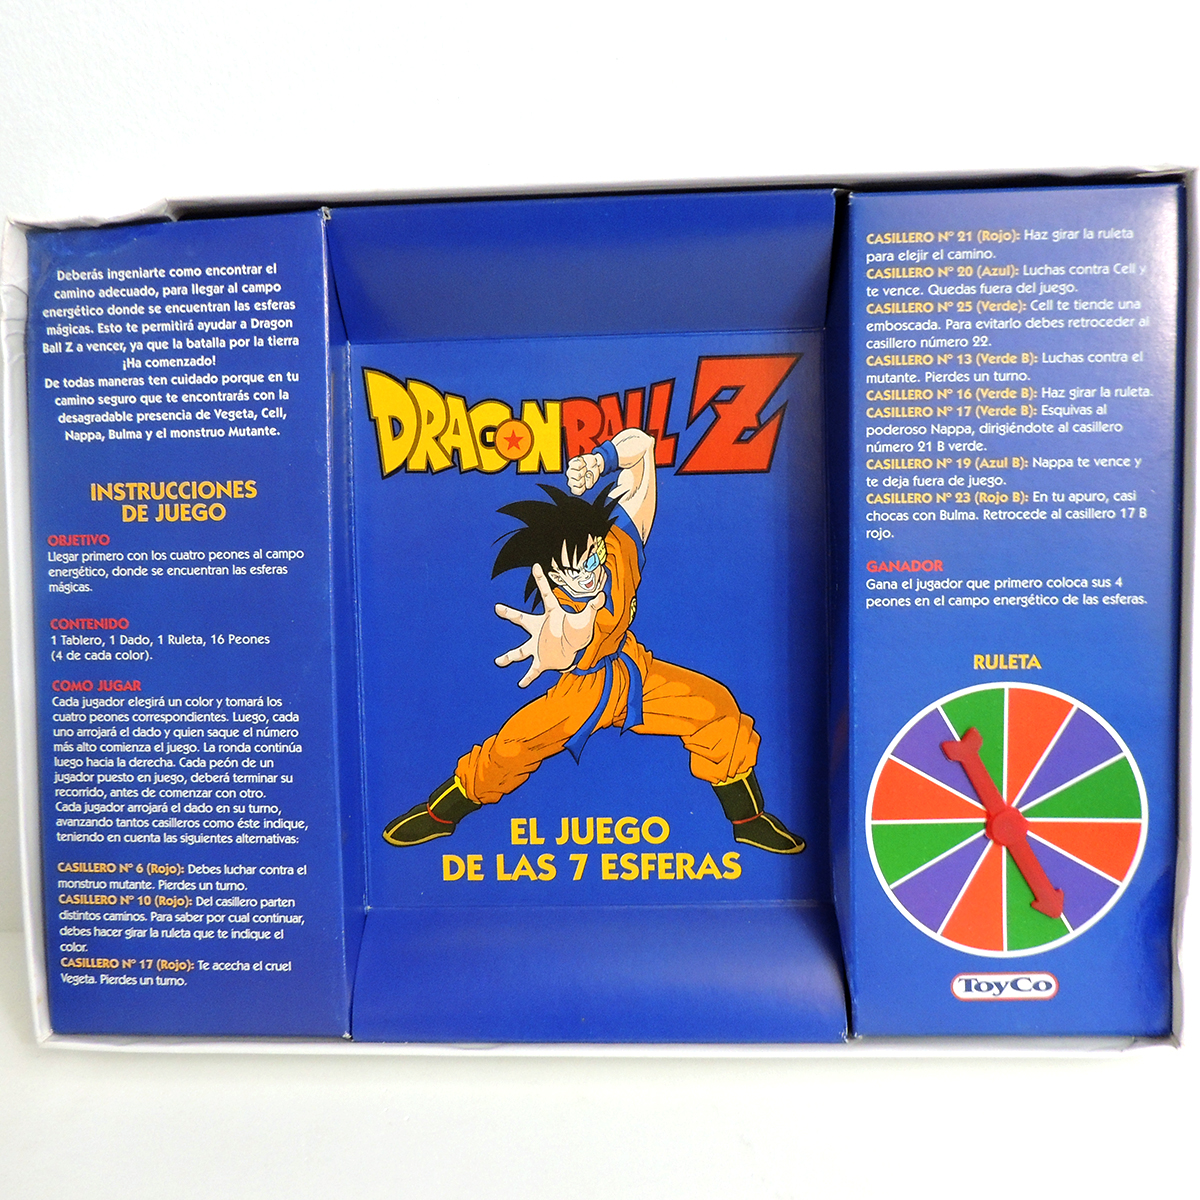 Deberás ingeniarte como encontrar el
camino adecuado, para llegar al campo
energético donde se encuentran las esferas
mágicas. Esto te permitirá ayudar a Dragon
Ball Z a vencer, ya que la batalla por la tierra
¡Ha comenzado!
De todas maneras ten cuidado porque en tu
camino seguro que te encontrarás con la
desagradable presencia de Vegeta, Cell,
Nappa, Bulma y el monstruo Mutante.
INSTRUCCIONES
DE JUEGO
OBJETIVO
Llegar primero con los cuatro peones al campo
energético, donde se encuentran las esferas
mágicas.
CONTENIDO
1 Tablero, 1 Dado, 1 Ruleta, 16 Peones
(4 de cada color).
COMO JUGAR
Cada jugador elegirá un color y tomará los
cuatro peones correspondientes. Luego, cada
uno arrojará el dado y quien saque el número
más alto comienza el juego. La ronda continúa
luego hacia la derecha. Cada peón de un
jugador puesto en juego, deberá terminar su
recorrido, antes de comenzar con otro.
Cada jugador arrojará el dado en su turno,
avanzando tantos casilleros como éste indique,
teniendo en cuenta las siguientes alternativas:
CASILLERO Nº 6 (Rojo): Debes luchar contra el
monstruo mutante. Pierdes un turno.
CASILLERO Nº 10 (Rojo): Del casillero parten
distintos caminos. Para saber por cual continuar,
debes hacer girar la ruleta que te indique el
color.
CASILLERO Nº 17 (Rojo): Te acecha el cruel
Vegeta. Pierdes un turno.
DRAGON BALL Z
EL JUEGO
DE LAS 7 ESFERAS
CASILLERO Nº 21 (Rojo): Haz girar la ruleta
para elejir el camino.
CASILLERO Nº 20 (Azul): Luchas contra Cell y
te vence. Quedas fuera del juego.
CASILLERO Nº 25 (Verde): Cell te tiende una
emboscada. Para evitarlo debes retroceder al
casillero número 22.
CASILLERO Nº 13 (Verde B): Luchas contra el
mutante. Pierdes un turno.
CASILLERO Nº 16 (Verde B): Haz girar la ruleta.
CASILLERO Nº 17 (Verde B): Esquivas al
poderoso Nappa, dirigiéndote al casillero
número 21 B verde.
CASILLERO Nº 19 (Azul B): Nappa te vence y
te deja fuera de juego.
CASILLERO Nº 23 (Rojo B): En tu apuro, casi
chocas con Bulma. Retrocede al casillero 17 B
rojo.
GANADOR
Gana el jugador que primero coloca sus 4
peones en el campo energético de las esferas.
RULETA
ToyCo